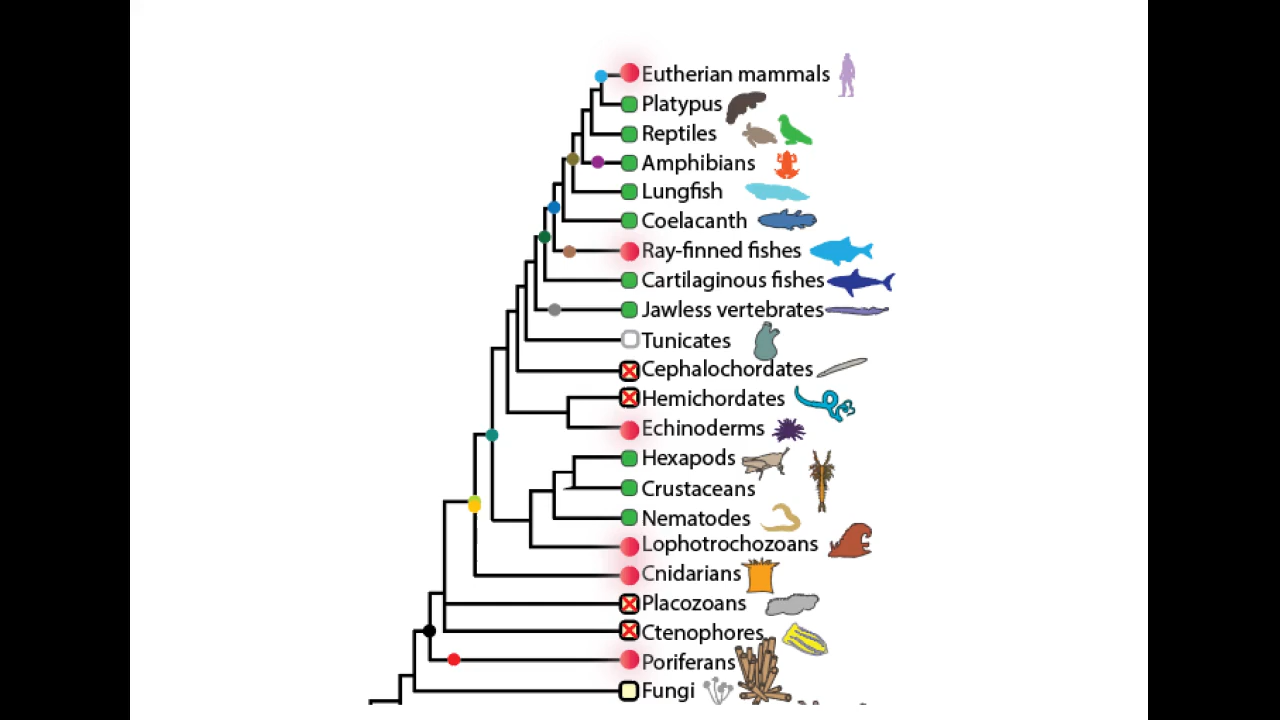 Eutherian mammals
Platypus
Reptiles
Amphibians
Lungfish
Coelacanth
Ray-finned fishes
Cartilaginous fishes
Jawless vertebrates
Tunicates
Cephalochordates
Hemichordates
Echinoderms
Hexapods
Crustaceans
Nematodes
Lophotrochozoans
Cnidarians
Placozoans
Ctenophores
Poriferans
Fungi